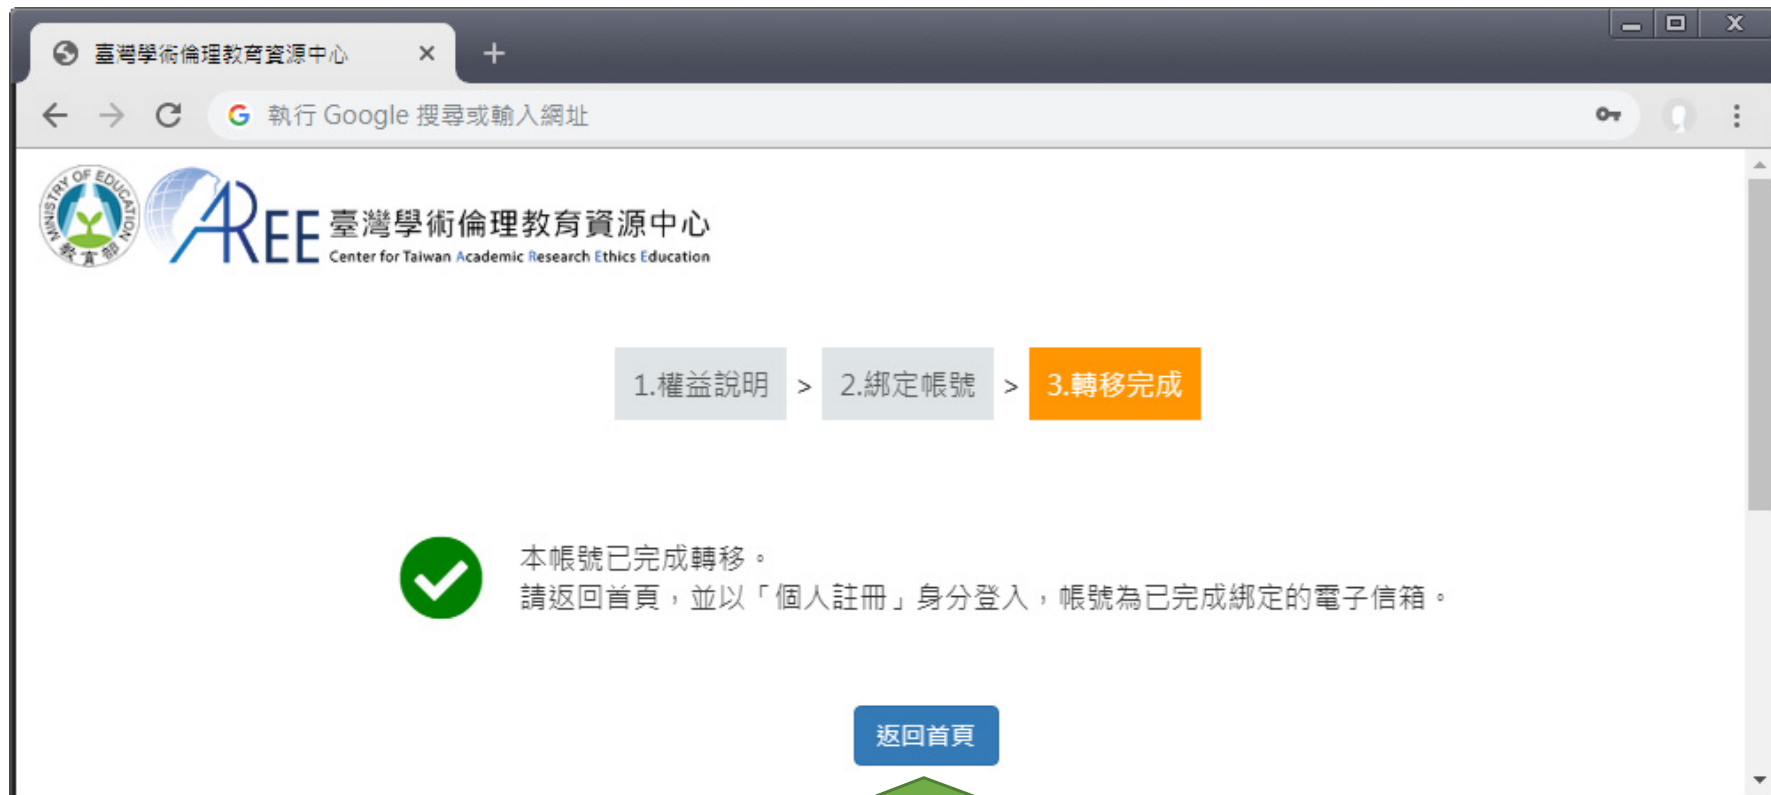 臺灣學術倫理教育資源中心
執行 Google 搜尋或輸入網址
MINISTRY OF EDUCATION
教育部
AREE 臺灣學術倫理教育資源中心
Center for Taiwan Academic Research Ethics Education
1.權益說明 > 2.綁定帳號 > 3.轉移完成
本帳號已完成轉移。
請返回首頁，並以「個人註冊」身分登入，帳號為已完成綁定的電子信箱。
返回首頁